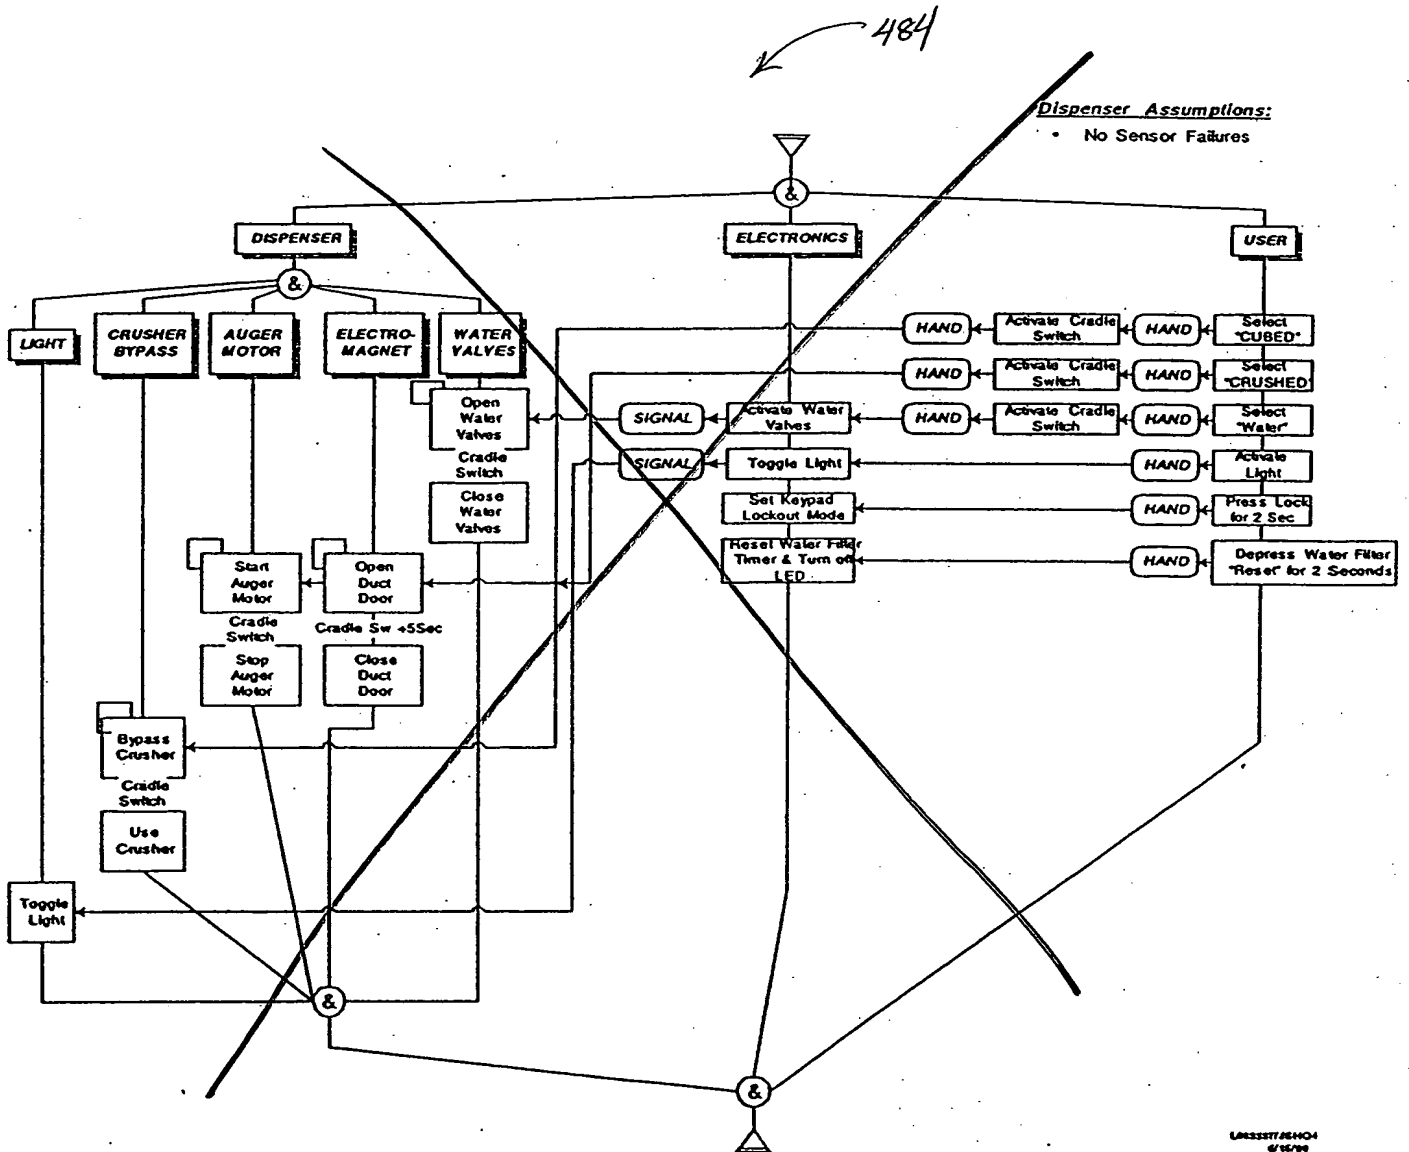 484
Dispenser Assumptions:
• No Sensor Failures
&
DISPENSER
ELECTRONICS
USER
&
LIGHT
CRUSHER
BYPASS
AUGER
MOTOR
ELECTRO-
MAGNET
WATER
VALVES
HAND
Activate Cradle
Switch
HAND
Select
"CUBED"
HAND
Activate Cradle
Switch
HAND
Select
"CRUSHED"
Open
Water
Valves
SIGNAL
Activate Water
Valves
HAND
Activate Cradle
Switch
HAND
Select
"Water"
Cradle
Switch
SIGNAL
Toggle Light
HAND
Activate
Light
Close
Water
Valves
Set Keypad
Lockout Mode
HAND
Press Lock
for 2 Sec
Start
Auger
Motor
Open
Duct
Door
Reset Water Filter
Timer & Turn off
LED
HAND
Depress Water Filter
"Reset" for 2 Seconds
Cradle
Switch
Cradle Sw +5Sec
Stop
Auger
Motor
Close
Duct
Door
Bypass
Crusher
Cradle
Switch
Use
Crusher
Toggle
Light
&
&